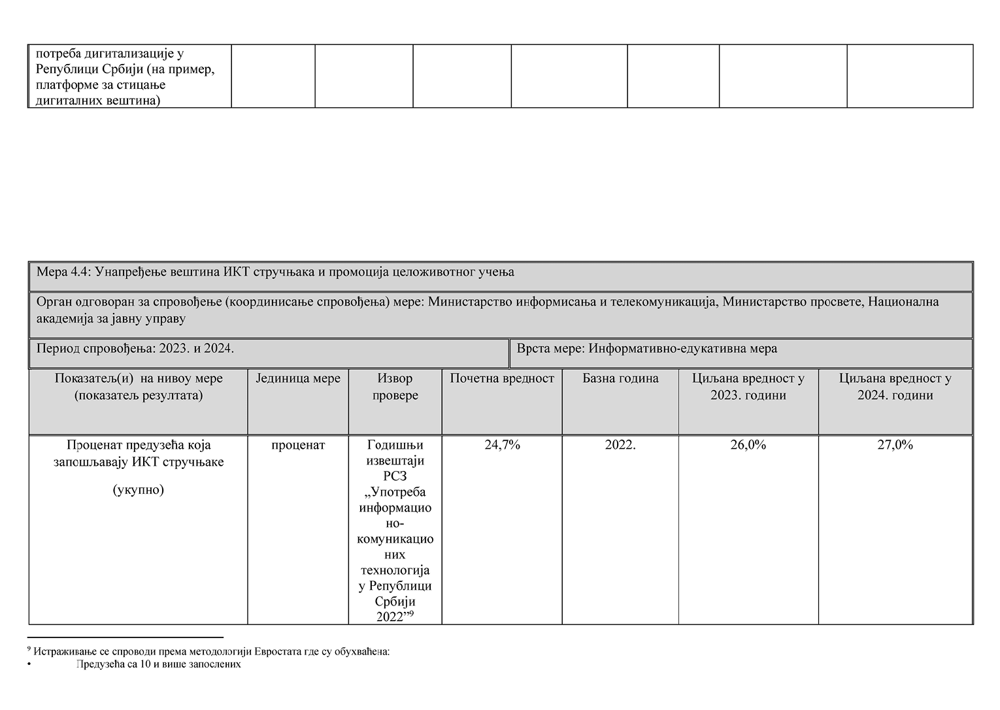 потреба дигитализације у
Републици Србији (на пример,
платформе за стицање
дигиталних вештина)
Мера 4.4: Унапређење вештина ИКТ стручњака и промоција целоживотног учења
Орган одговоран за спровођење (координисање спровођења) мере: Министарство информисања и телекомуникација, Министарство просвете, Национална
академија за јавну управу
Период спровођења: 2023. и 2024.
Врста мере: Информативно-едукативна мера
Показатељ(и) на нивоу мере
(показатељ резултата)
Јединица мере
Извор
провере
Почетна вредност
Базна година
Циљана вредност у
2023. години
Циљана вредност у
2024. години
Проценат предузећа која
запошљавају ИКТ стручњаке
(укупно)
проценат
Годишњи
извештаји
РСЗ
„Употреба
информацио
но-
комуникацио
них
технологија
у Републици
Србији
2022”⁹
24,7%
2022.
26,0%
27,0%
⁹ Истраживање се спроводи према методологији Евростата где су обухваћена:
• Предузећа са 10 и више запослених